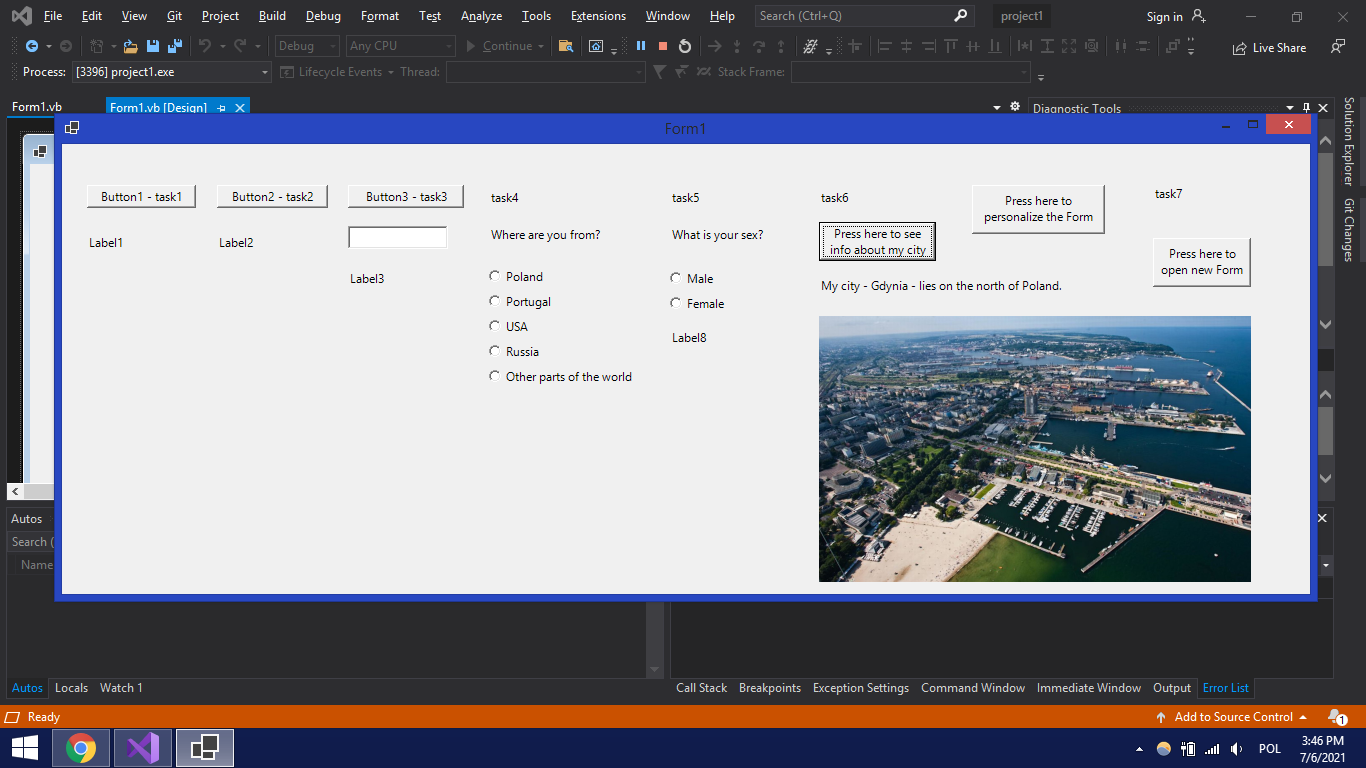 File Edit View Git Project Build Debug Format Test Analyze Tools Extensions Window Help Search (Ctrl+Q) project1 Sign in
Debug Any CPU Continue Live Share
Process: [3396] project1.exe Lifecycle Events Thread: Stack Frame:
Form1.vb Form1.vb [Design] Diagnostic Tools
Form1
Solution Explorer
Git Changes
Button1 - task1 Button2 - task2 Button3 - task3 task4 task5 task6 Press here to personalize the Form task7
Label1 Label2 Where are you from? What is your sex? Press here to see
info about my city
Press here to
open new Form
Label3 Poland Male My city - Gdynia - lies on the north of Poland.
Portugal Female
USA
Label8
Russia
Other parts of the world
Autos
Search (
Name
Autos Locals Watch 1 Call Stack Breakpoints Exception Settings Command Window Immediate Window Output Error List
Ready Add to Source Control 1
POL 3:46 PM
7/6/2021